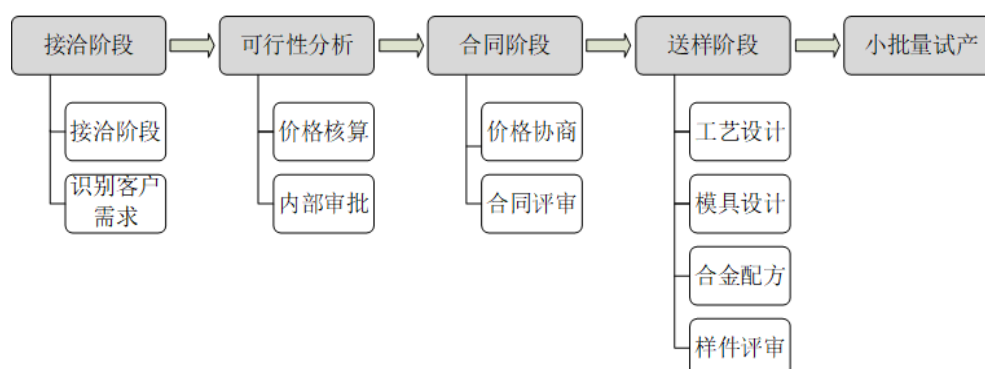 接洽阶段
可行性分析
合同阶段
送样阶段
小批量试产
接洽阶段
价格核算
价格协商
工艺设计
识别客户
需求
内部审批
合同评审
模具设计
合金配方
样件评审